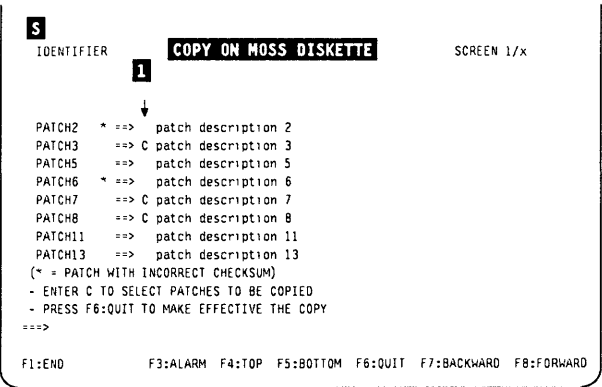 S
IDENTIFIER COPY ON MOSS DISKETTE SCREEN 1/x
1
PATCH2 * ==> patch description 2
PATCH3 ==> C patch description 3
PATCH5 ==> patch description 5
PATCH6 * ==> patch description 6
PATCH7 ==> C patch description 7
PATCH8 ==> C patch description 8
PATCH11 ==> patch description 11
PATCH13 ==> patch description 13
(* = PATCH WITH INCORRECT CHECKSUM)
- ENTER C TO SELECT PATCHES TO BE COPIED
- PRESS F6:QUIT TO MAKE EFFECTIVE THE COPY
===>
F1:END F3:ALARM F4:TOP F5:BOTTOM F6:QUIT F7:BACKWARD F8:FORWARD